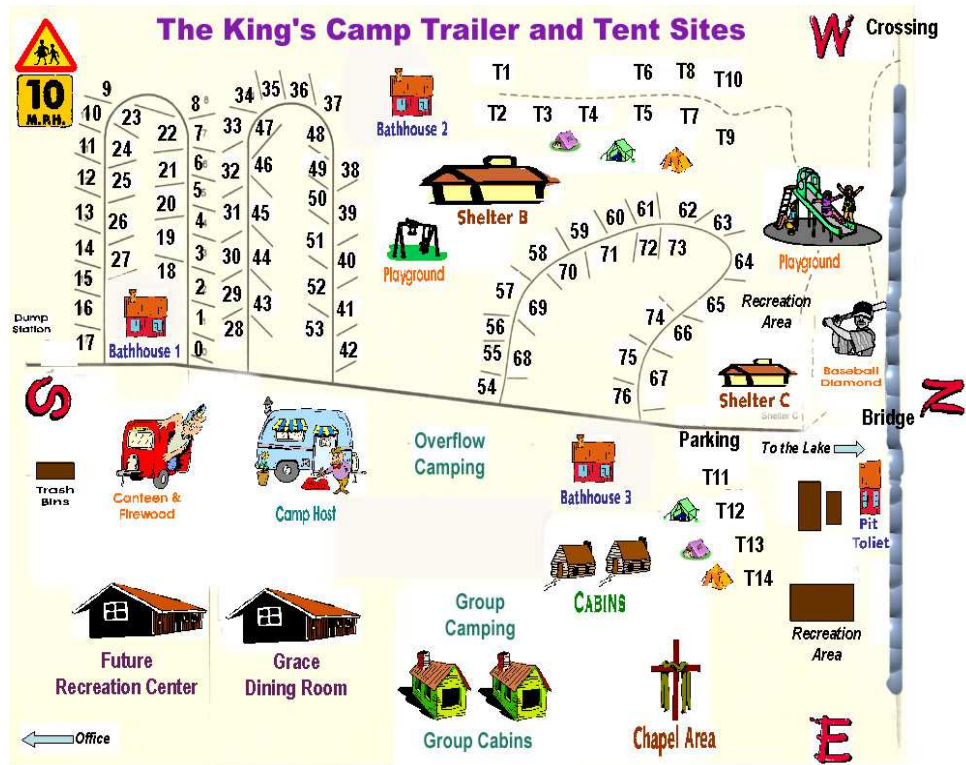 The King's Camp Trailer and Tent Sites
W
Crossing
10
M.P.H.
9
10
11
12
13
14
15
16
17
23
24
25
26
27
22
21
20
19
18
8
7
6
5
4
3
2
1
0
34
35
36
37
33
32
31
30
29
28
47
46
45
44
43
48
49
50
51
52
53
38
39
40
41
42
Bathhouse 1
Bathhouse 2
T1
T6
T8
T10
T2
T3
T4
T5
T7
T9
Shelter B
Playground
Playground
54
55
56
57
58
59
60
61
62
63
64
65
66
67
68
69
70
71
72
73
74
75
76
Recreation
Area
Baseball
Diamond
Shelter C
Shelter C
Dump
Station
S
N
Bridge
To the Lake
Parking
Trash
Bins
Canteen &
Firewood
Camp Host
Overflow
Camping
Bathhouse 3
T11
T12
T13
T14
Pit
Toliet
CABINS
Group
Camping
Recreation
Area
Future
Recreation Center
Grace
Dining Room
Group Cabins
Chapel Area
E
Office